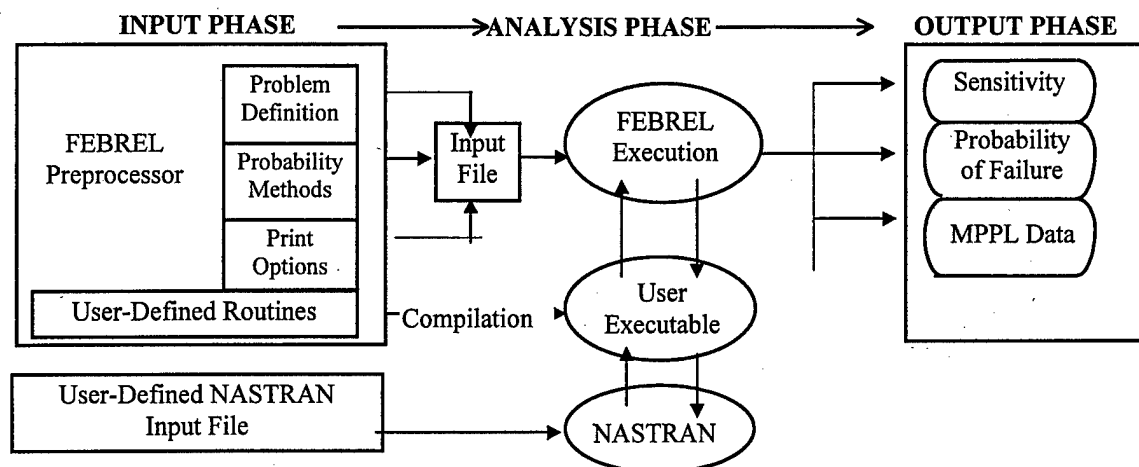 INPUT PHASE
ANALYSIS PHASE
OUTPUT PHASE
FEBREL
Preprocessor
Problem
Definition
Probability
Methods
Print
Options
User-Defined Routines
Input
File
FEBREL
Execution
Sensitivity
Probability
of Failure
MPPL Data
Compilation
User
Executable
User-Defined NASTRAN
Input File
NASTRAN